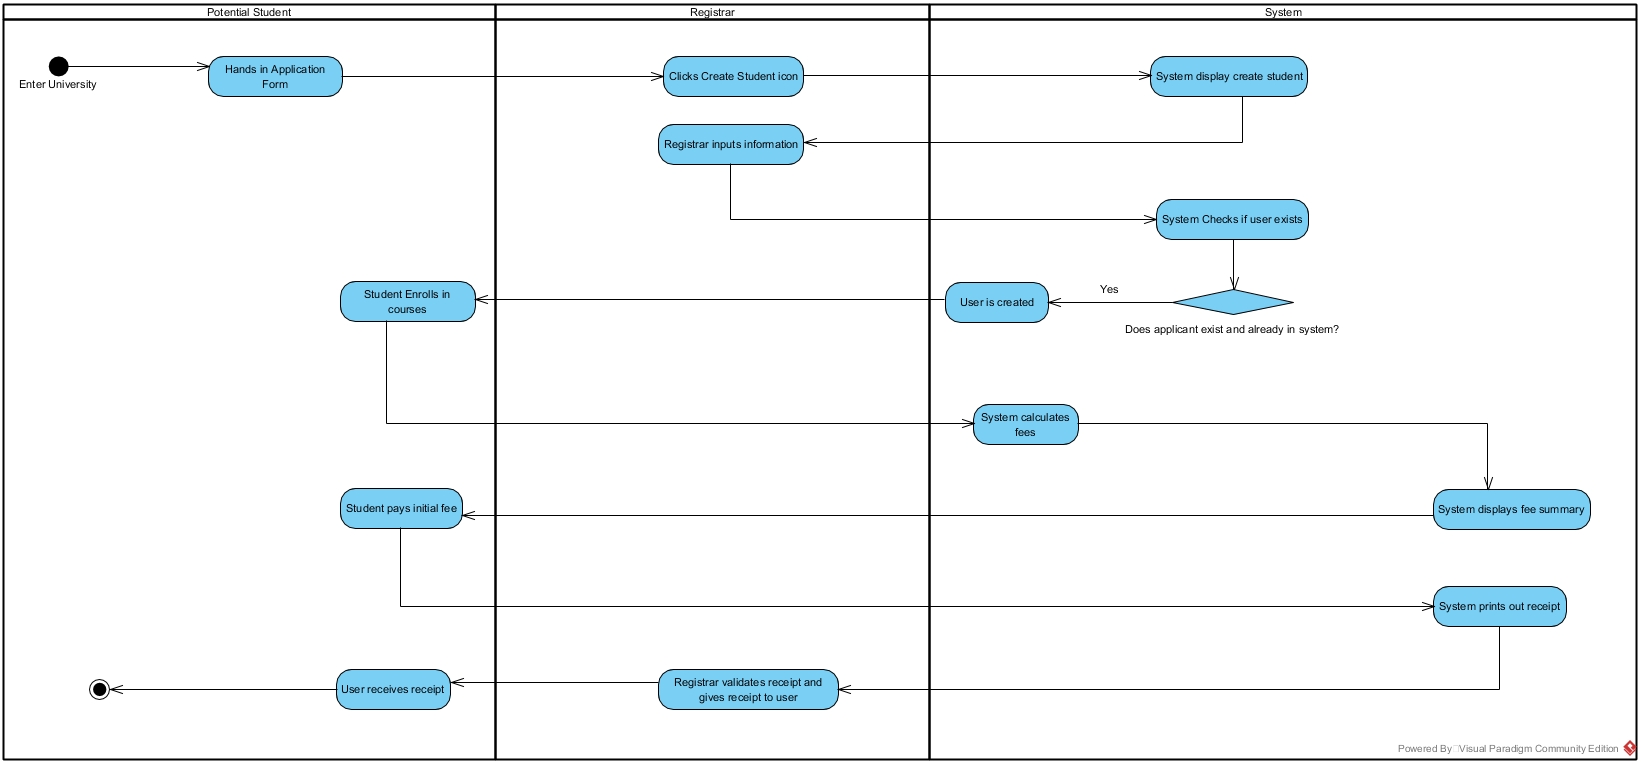 Potential Student
Registrar
System
Enter University
Hands in Application
Form
Clicks Create Student icon
System display create student
Registrar inputs information
System Checks if user exists
Student Enrolls in
courses
User is created
Yes
Does applicant exist and already in system?
System calculates
fees
Student pays initial fee
System displays fee summary
System prints out receipt
User receives receipt
Registrar validates receipt and
gives receipt to user
Powered By Visual Paradigm Community Edition